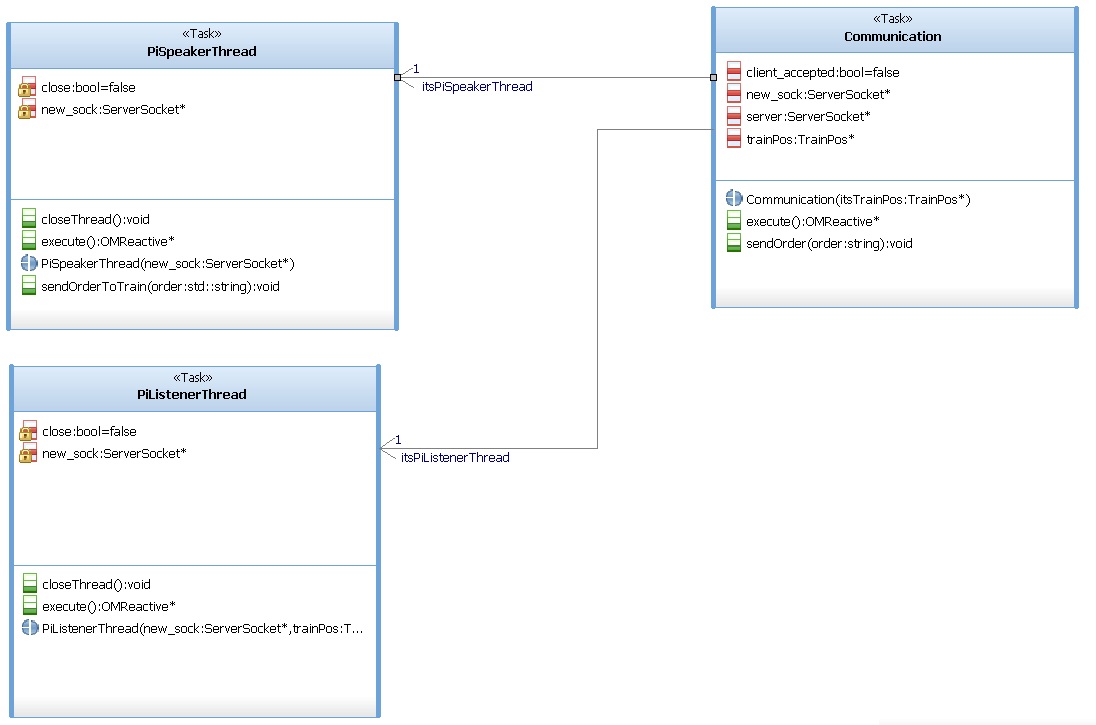 «Task»
PiSpeakerThread
close:bool=false
new_sock:ServerSocket*
closeThread():void
execute():OMReactive*
PiSpeakerThread(new_sock:ServerSocket*)
sendOrderToTrain(order:std::string):void
1
itsPiSpeakerThread
«Task»
Communication
client_accepted:bool=false
new_sock:ServerSocket*
server:ServerSocket*
trainPos:TrainPos*
Communication(itsTrainPos:TrainPos*)
execute():OMReactive*
sendOrder(order:string):void
«Task»
PiListenerThread
close:bool=false
new_sock:ServerSocket*
closeThread():void
execute():OMReactive*
PiListenerThread(new_sock:ServerSocket*,trainPos:T...
1
itsPiListenerThread